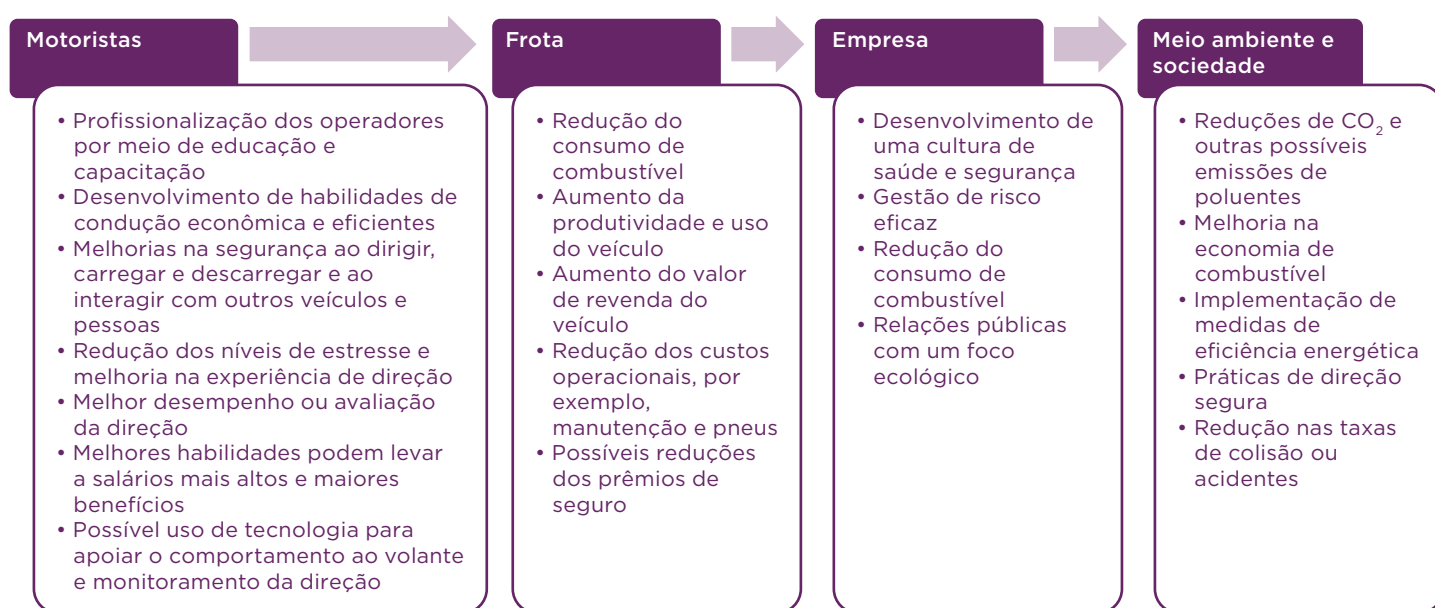 Motoristas
• Profissionalização dos operadores
por meio de educação e
capacitação
• Desenvolvimento de habilidades de
condução econômica e eficientes
• Melhorias na segurança ao dirigir,
carregar e descarregar e ao
interagir com outros veículos e
pessoas
• Redução dos níveis de estresse e
melhoria na experiência de direção
• Melhor desempenho ou avaliação
da direção
• Melhores habilidades podem levar
a salários mais altos e maiores
benefícios
• Possível uso de tecnologia para
apoiar o comportamento ao volante
e monitoramento da direção
Frota
• Redução do
consumo de
combustível
• Aumento da
produtividade e uso
do veículo
• Aumento do valor
de revenda do
veículo
• Redução dos custos
operacionais, por
exemplo,
manutenção e pneus
• Possíveis reduções
dos prêmios de
seguro
Empresa
• Desenvolvimento de
uma cultura de
saúde e segurança
• Gestão de risco
eficaz
• Redução do
consumo de
combustível
• Relações públicas
com um foco
ecológico
Meio ambiente e
sociedade
• Reduções de CO₂ e
outras possíveis
emissões de
poluentes
• Melhoria na
economia de
combustível
• Implementação de
medidas de
eficiência energética
• Práticas de direção
segura
• Redução nas taxas
de colisão ou
acidentes